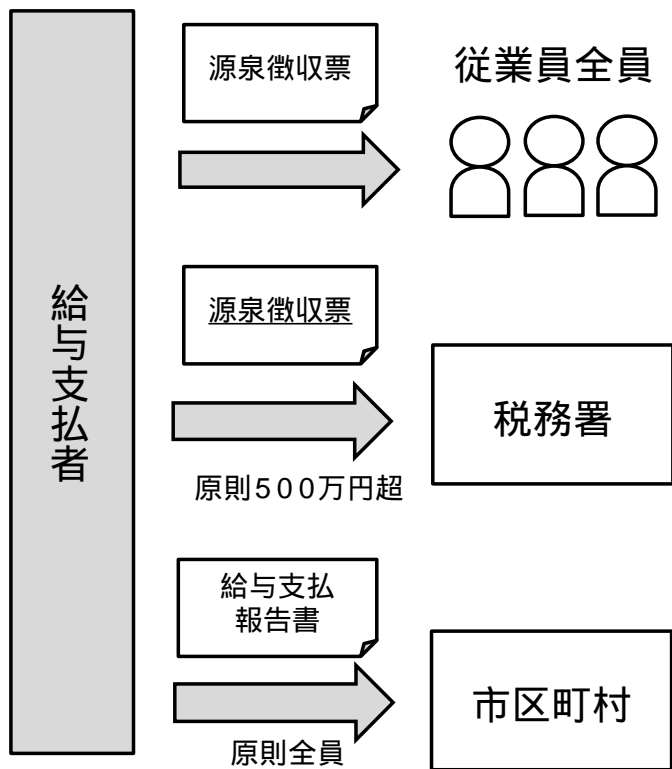 給与支払者
源泉徴収票
従業員全員
源泉徴収票
税務署
原則500万円超
給与支払
報告書
市区町村
原則全員